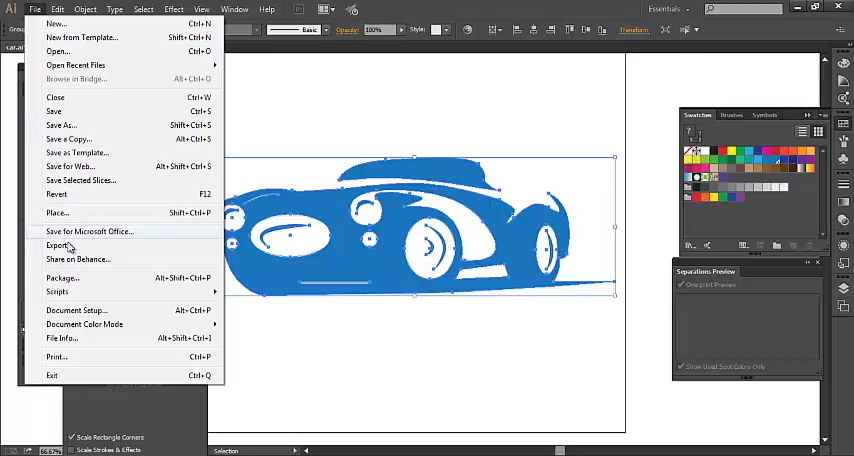 Ai File Edit Object Type Select Effect View Window Help
Essentials
Basic Opacity: 100% Style: Transform
car.ai
New... Ctrl+N
New from Template... Shift+Ctrl+N
Open... Ctrl+O
Open Recent Files
Browse in Bridge... Alt+Ctrl+O
Close Ctrl+W
Save Ctrl+S
Save As... Shift+Ctrl+S
Save a Copy... Alt+Ctrl+S
Save as Template...
Save for Web... Alt+Shift+Ctrl+S
Save Selected Slices...
Revert F12
Place... Shift+Ctrl+P
Save for Microsoft Office...
Export
Share on Behance...
Package... Alt+Shift+Ctrl+P
Scripts
Document Setup... Alt+Ctrl+P
Document Color Mode
File Info... Alt+Shift+Ctrl+I
Print... Ctrl+P
Exit Ctrl+Q
Swatches Brushes Symbols
Separations Preview
Overprint Preview
Show Used Spot Colors Only
Scale Rectangle Corners
Scale Strokes & Effects
66.67% Selection